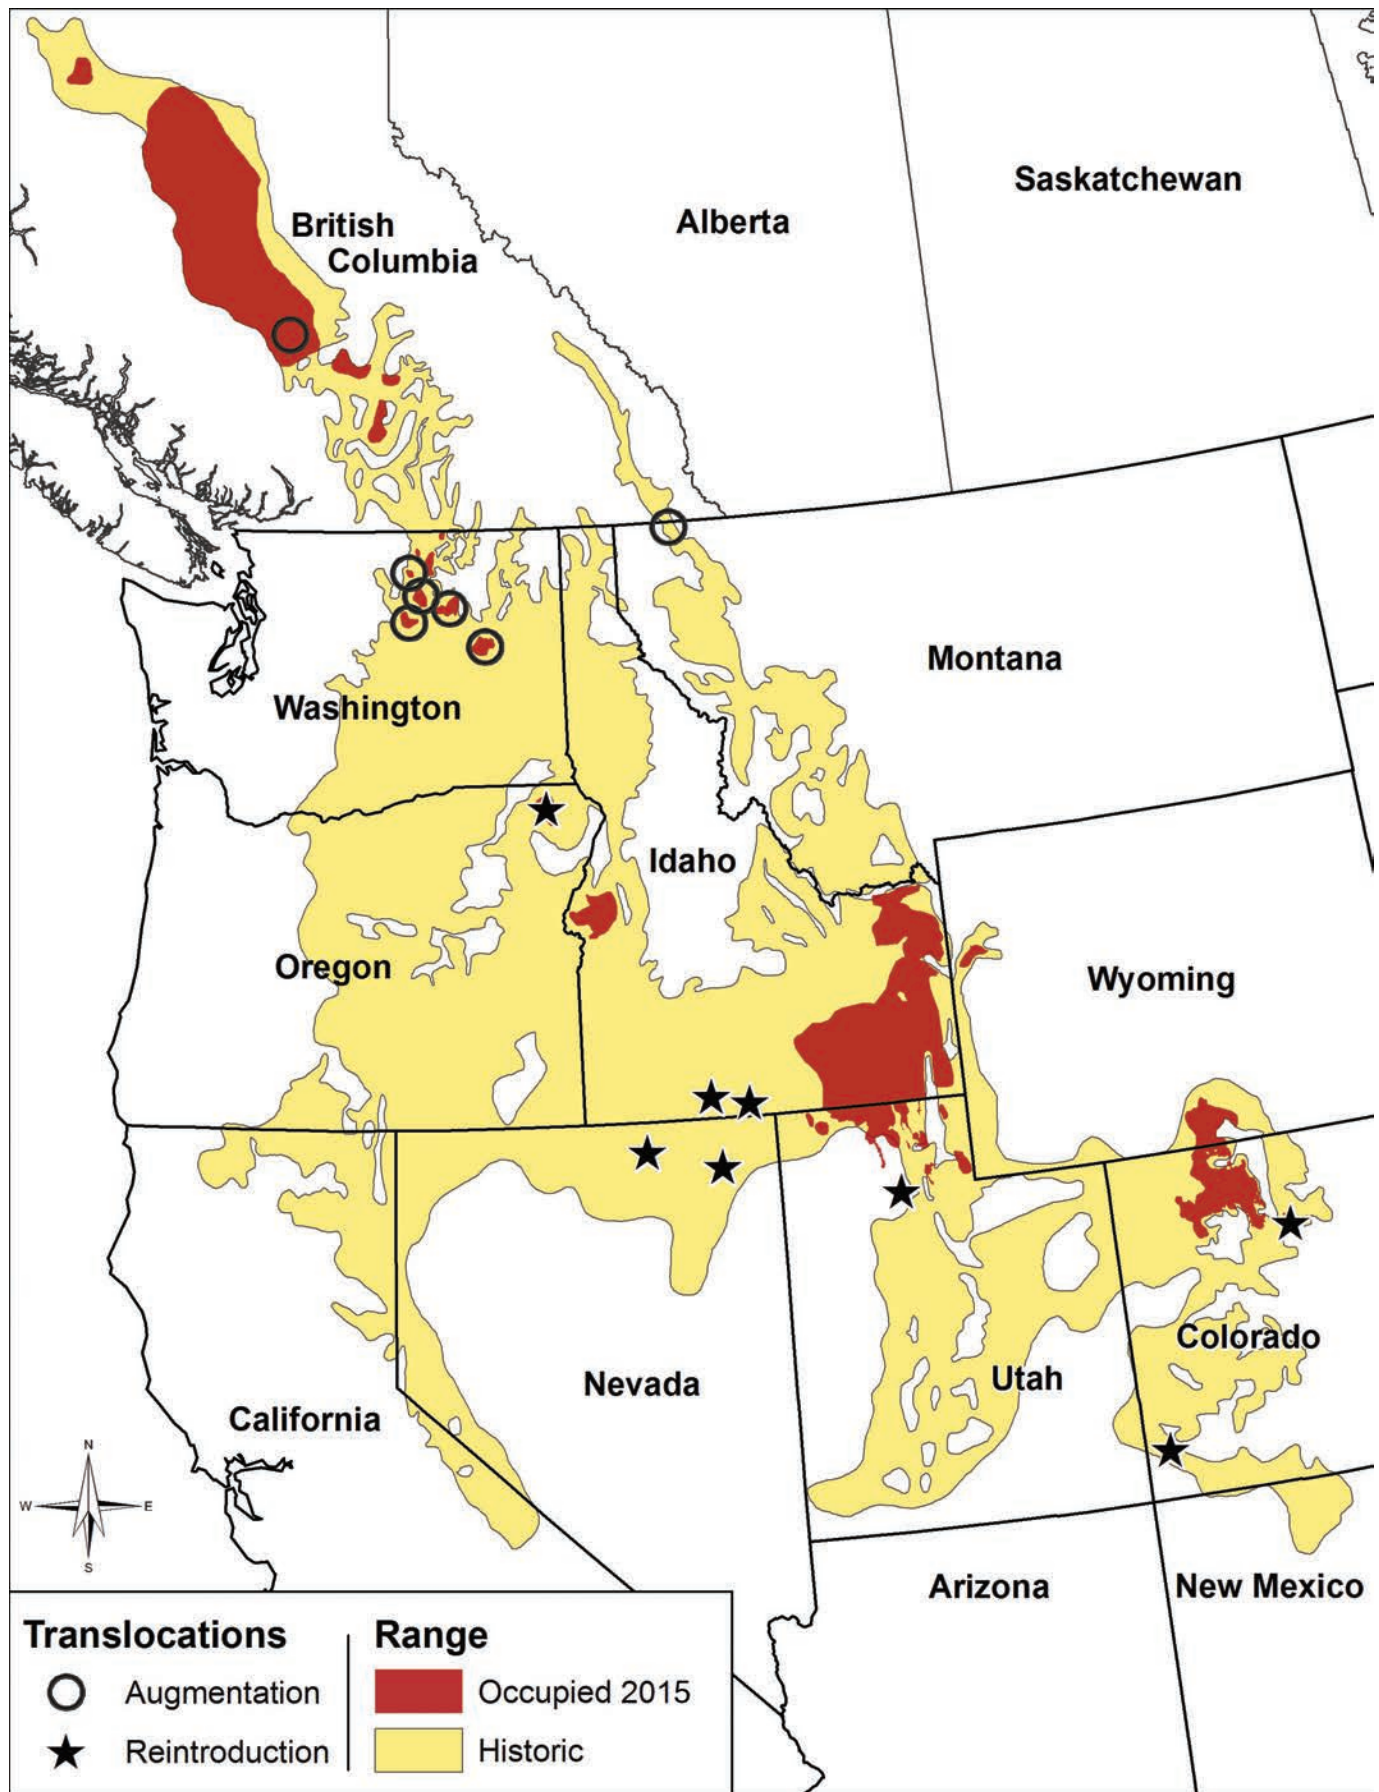 Saskatchewan
Alberta
British
Columbia
Montana
Washington
Idaho
Oregon
Wyoming
Colorado
Utah
Nevada
California
N
W
E
S
Arizona
New Mexico
Translocations
Augmentation
Reintroduction
Range
Occupied 2015
Historic